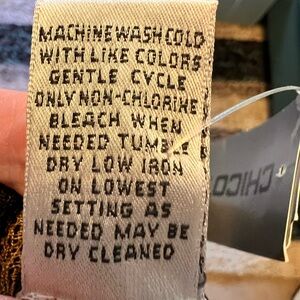 MACHINE WASH COLD
WITH LIKE COLORS
GENTLE CYCLE
ONLY NON-CHLORINE
BLEACH WHEN
NEEDED TUMBLE
DRY LOW IRON
ON LOWEST
SETTING AS
NEEDED MAY BE
DRY CLEANED
CHICO